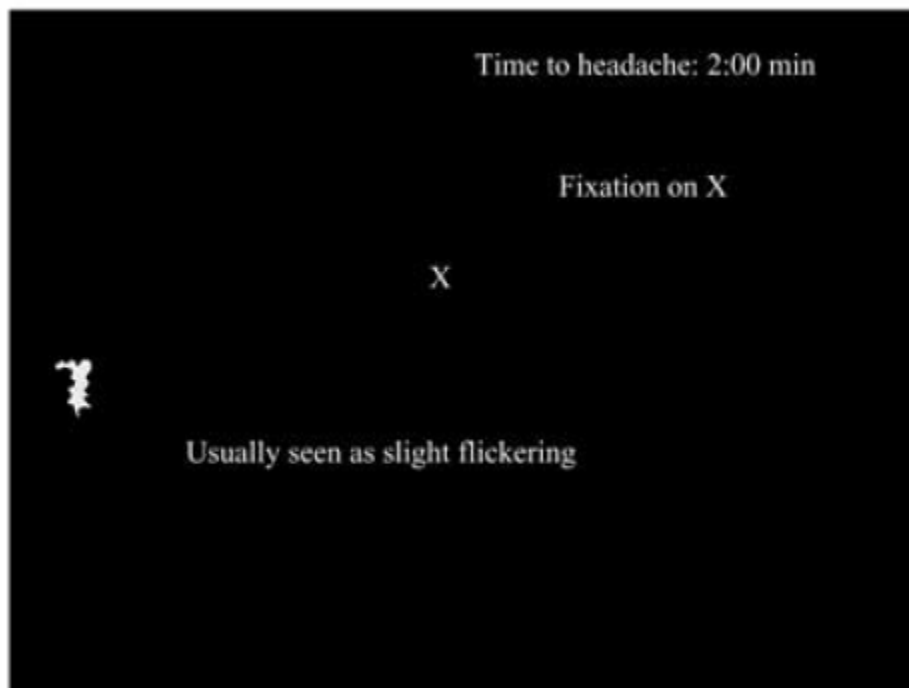 Time to headache: 2:00 min
Fixation on X
X
Usually seen as slight flickering